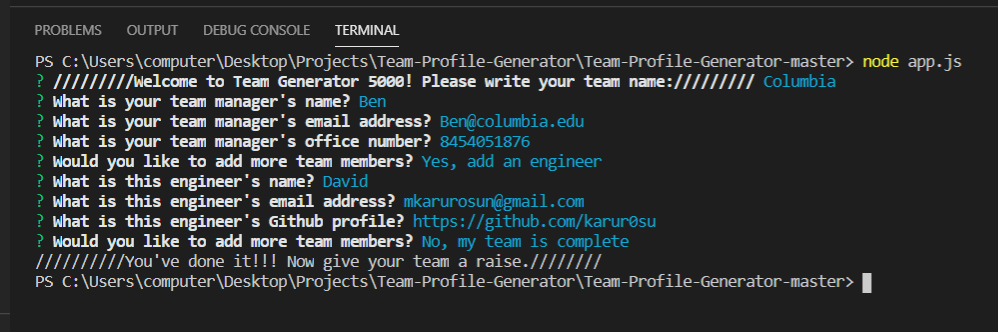 PROBLEMS OUTPUT DEBUG CONSOLE TERMINAL
PS C:\Users\computer\Desktop\Projects\Team-Profile-Generator\Team-Profile-Generator-master> node app.js
? /////////Welcome to Team Generator 5000! Please write your team name:///////// Columbia
? What is your team manager's name? Ben
? What is your team manager's email address? Ben@columbia.edu
? What is your team manager's office number? 8454051876
? Would you like to add more team members? Yes, add an engineer
? What is this engineer's name? David
? What is this engineer's email address? mkarurosun@gmail.com
? What is this engineer's Github profile? https://github.com/karur0su
? Would you like to add more team members? No, my team is complete
//////////You've done it!!! Now give your team a raise.////////
PS C:\Users\computer\Desktop\Projects\Team-Profile-Generator\Team-Profile-Generator-master>